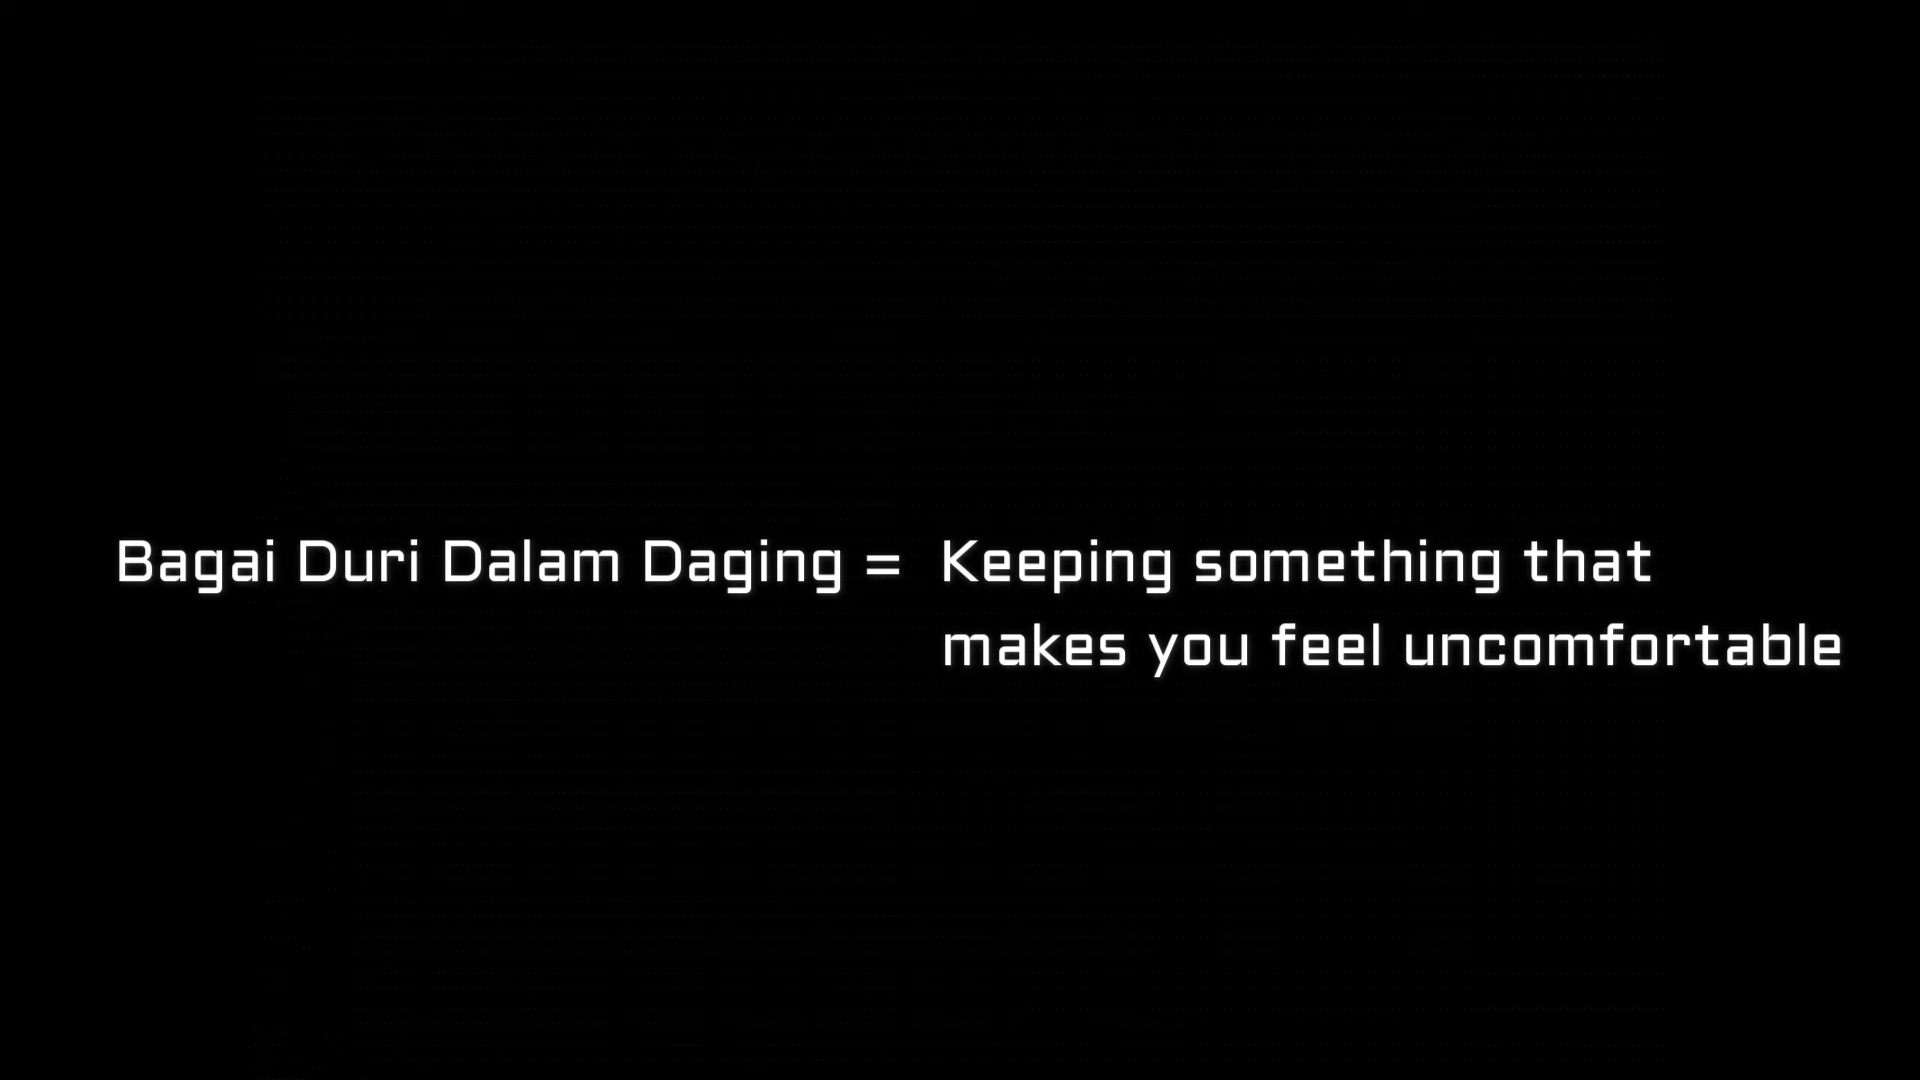 Bagai Duri Dalam Daging = Keeping something that
makes you feel uncomfortable